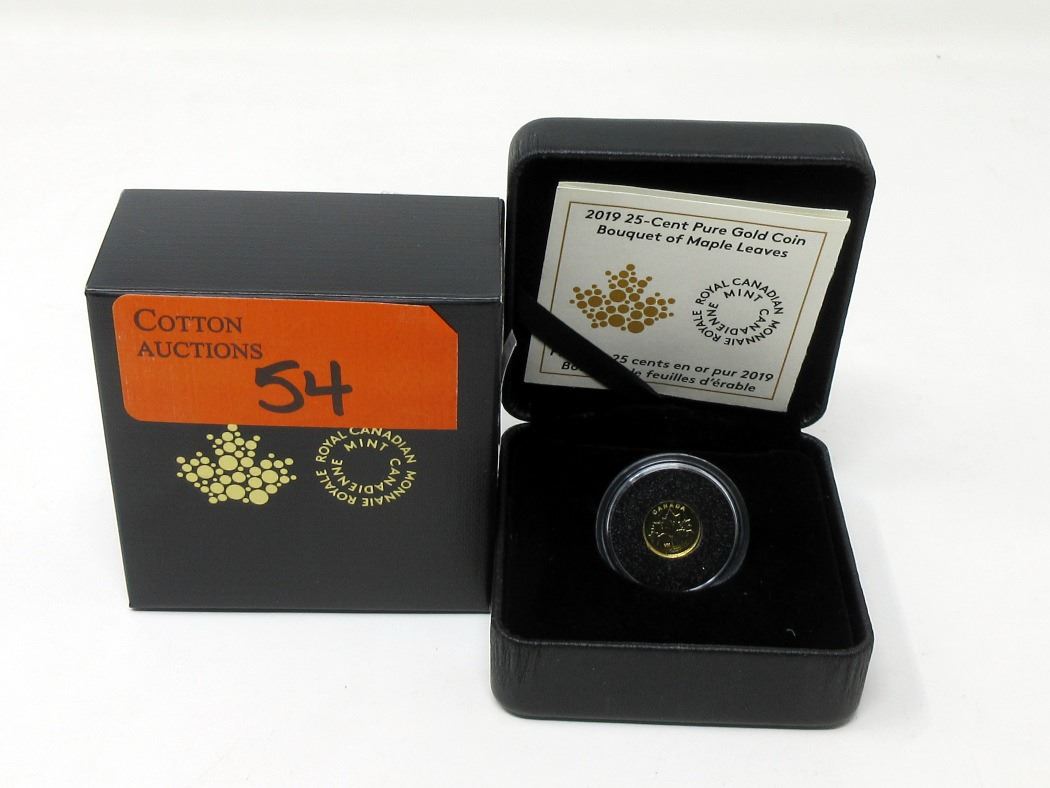 COTTON
AUCTIONS
54
ROYAL CANADIAN MINT
MONNAIE ROYALE CANADIENNE
2019 25-Cent Pure Gold Coin
Bouquet of Maple Leaves
ROYAL CANADIAN MINT
MONNAIE ROYALE CANADIENNE
25 cents en or pur 2019
feuilles d'érable
CANADA